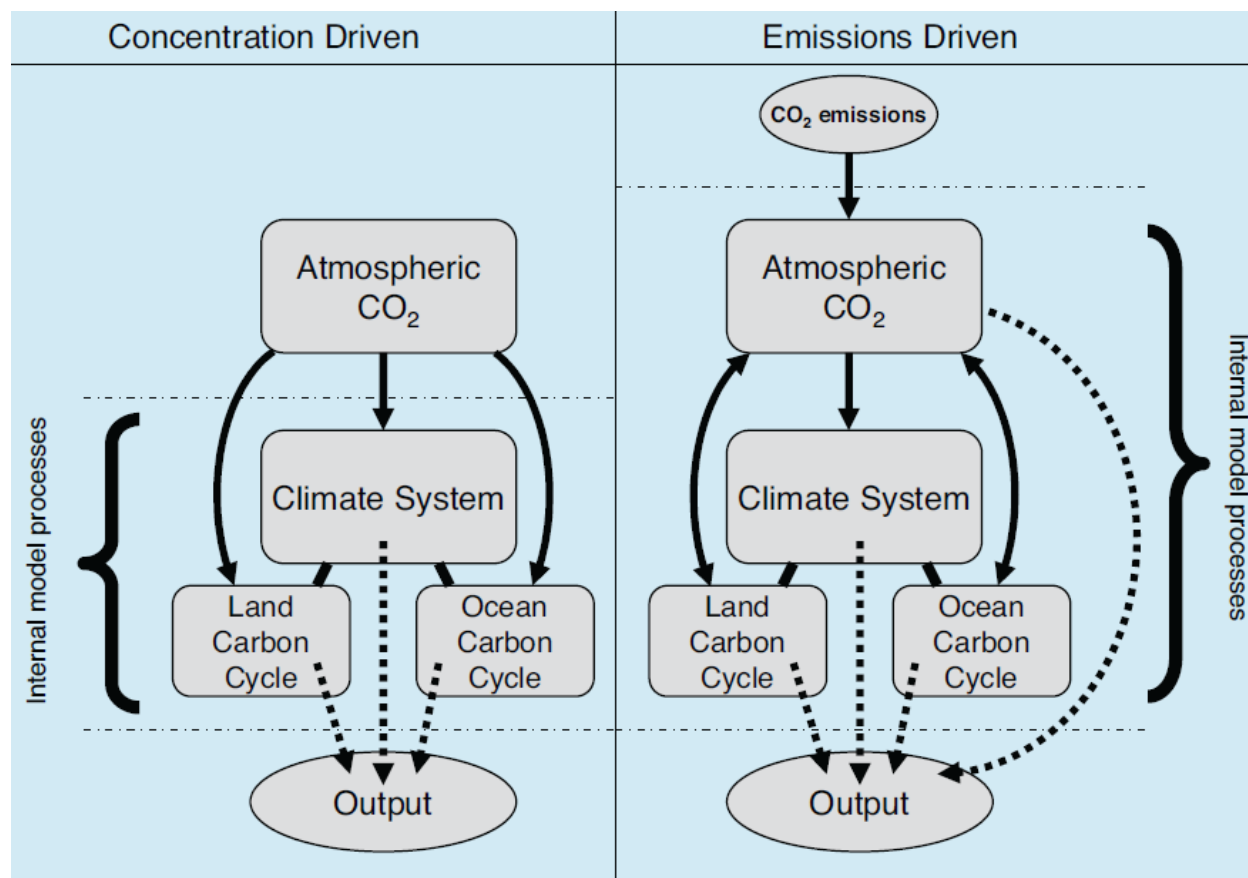 Concentration Driven
Emissions Driven
CO₂ emissions
Atmospheric
CO₂
Climate System
Land
Carbon
Cycle
Ocean
Carbon
Cycle
Output
Internal model processes
Atmospheric
CO₂
Climate System
Land
Carbon
Cycle
Ocean
Carbon
Cycle
Output
Internal model processes